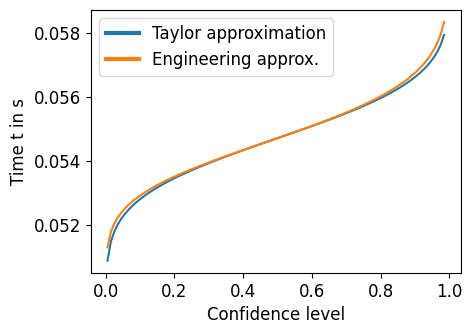 0.058
0.056
0.054
0.052
Time t in s
Taylor approximation
Engineering approx.
0.0 0.2 0.4 0.6 0.8 1.0
Confidence level